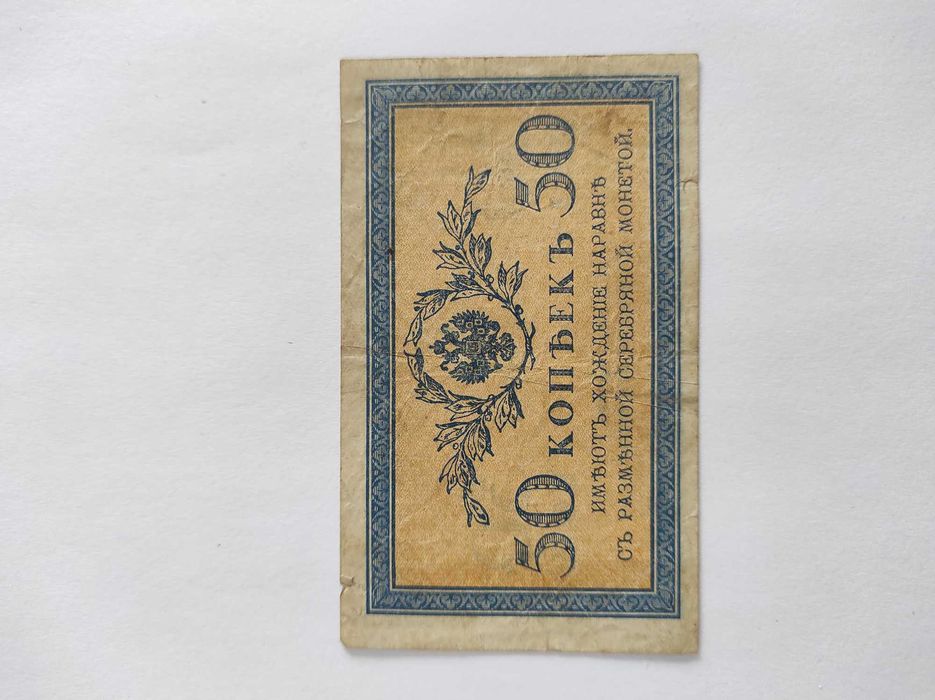 50 КОПѢЕКЪ 50
ИМѢЮТЪ ХОЖДЕНІЕ НАРАВНѢ
СЪ РАЗМѢННОЙ СЕРЕБРЯНОЙ МОНЕТОЙ.